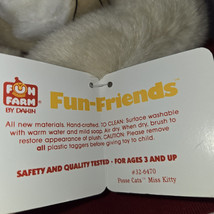 FUN
FARM
BY DAKIN
Fun-Friends™
All new materials. Hand-crafted. TO CLEAN: Surface washable
with warm water and mild soap. Air dry. When dry, brush to
restore appearance of plush. CAUTION: Please remove
all plastic taggers before giving toy to child.
SAFETY AND QUALITY TESTED - FOR AGES 3 AND UP
#32-6470
Posse Cats™ Miss Kitty